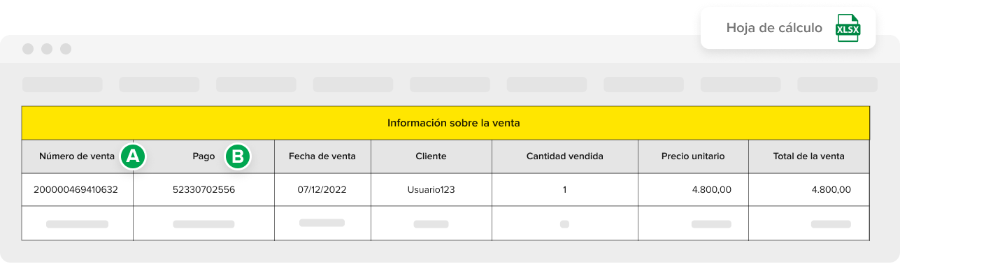 Hoja de cálculo XLSX
Información sobre la venta
Número de venta A Pago B Fecha de venta Cliente Cantidad vendida Precio unitario Total de la venta
200000469410632 52330702556 07/12/2022 Usuario123 1 4.800,00 4.800,00